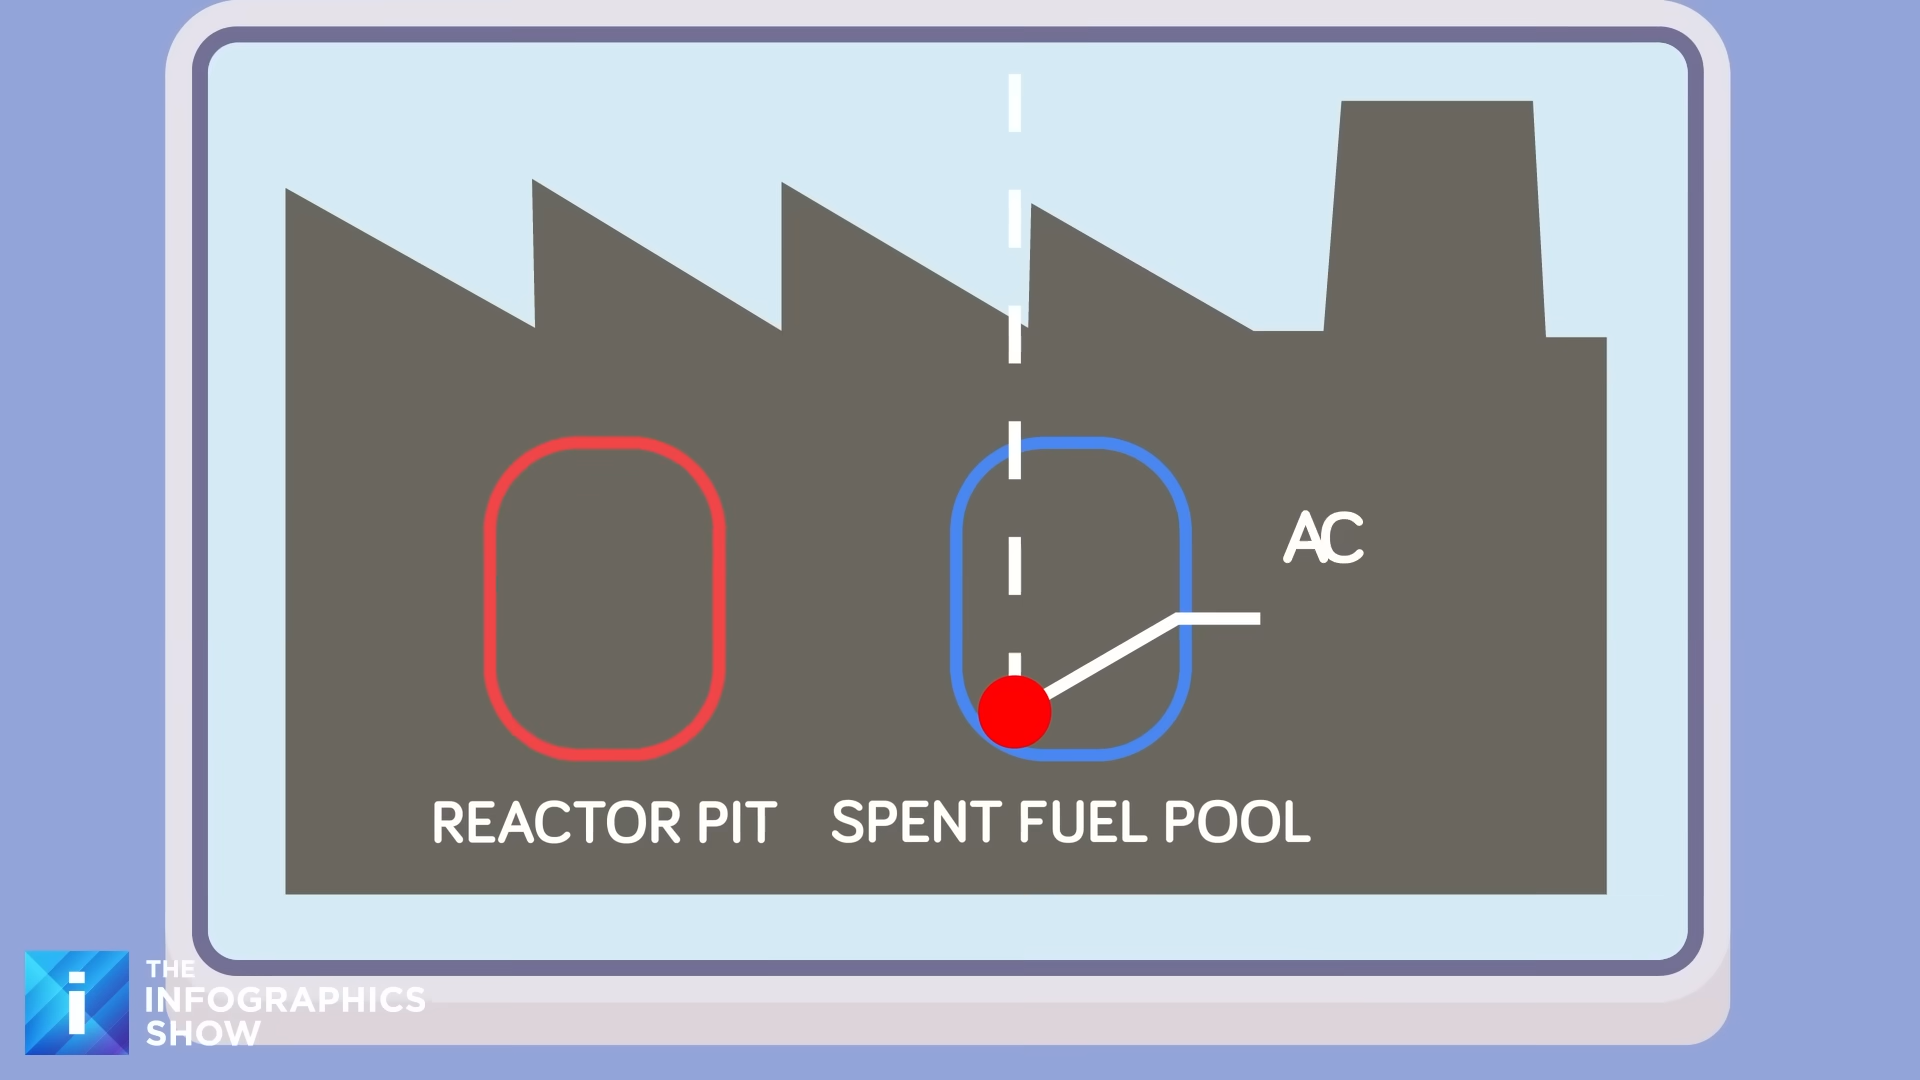 AC
REACTOR PIT SPENT FUEL POOL
i
THE
INFOGRAPHICS
SHOW